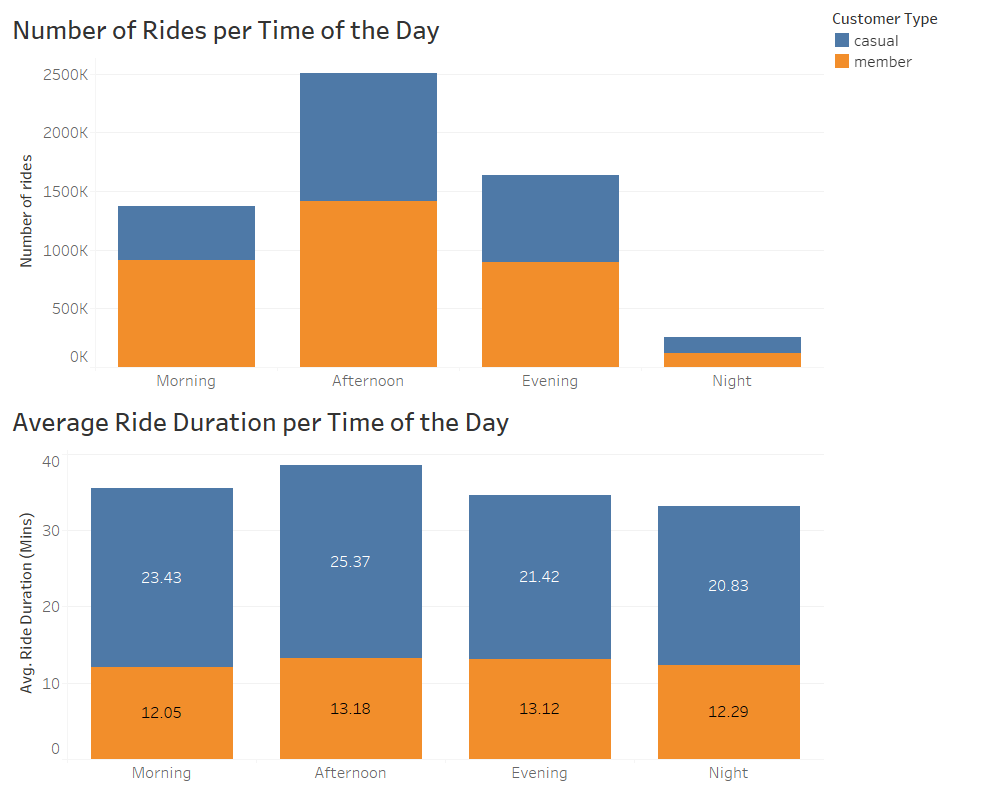 Number of Rides per Time of the Day
Customer Type
casual
member
Number of rides
2500K
2000K
1500K
1000K
500K
0K
Morning Afternoon Evening Night
Average Ride Duration per Time of the Day
Avg. Ride Duration (Mins)
40
30
20
10
0
23.43 25.37 21.42 20.83
12.05 13.18 13.12 12.29
Morning Afternoon Evening Night